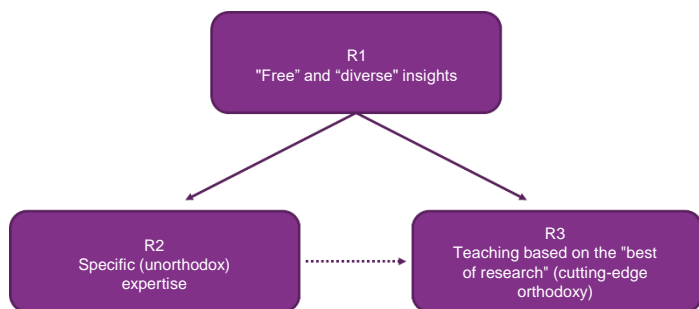 R1
"Free” and “diverse" insights
R2
Specific (unorthodox)
expertise
R3
Teaching based on the "best
of research" (cutting-edge
orthodoxy)